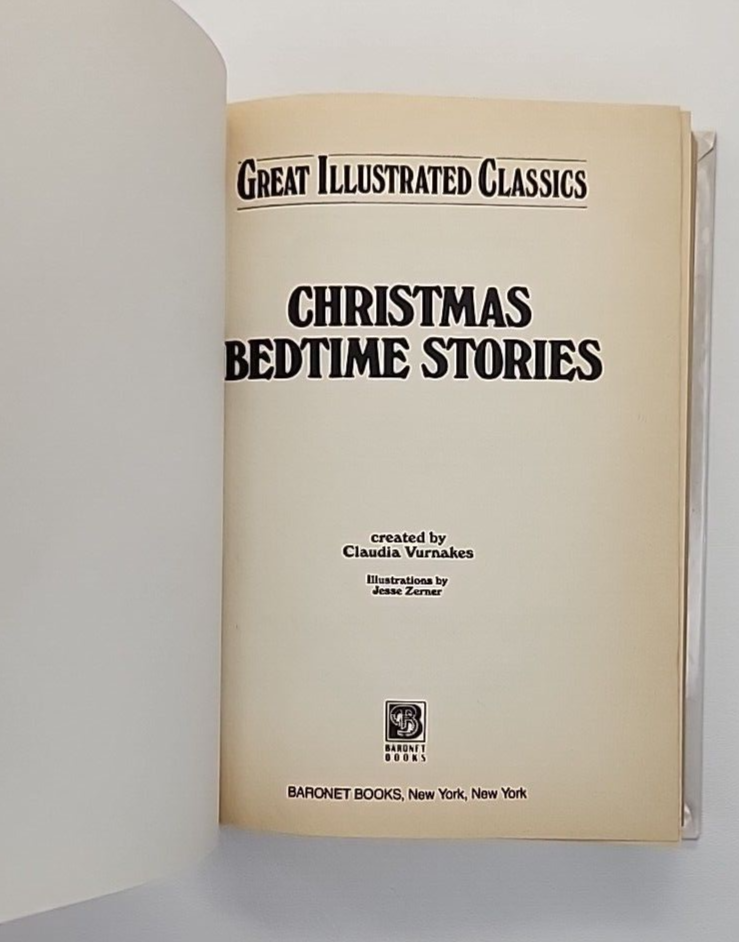 GREAT ILLUSTRATED CLASSICS
CHRISTMAS
BEDTIME STORIES
created by
Claudia Vurnakes
Illustrations by
Jesse Zerner
BARONET
BOOKS
BARONET BOOKS, New York, New York